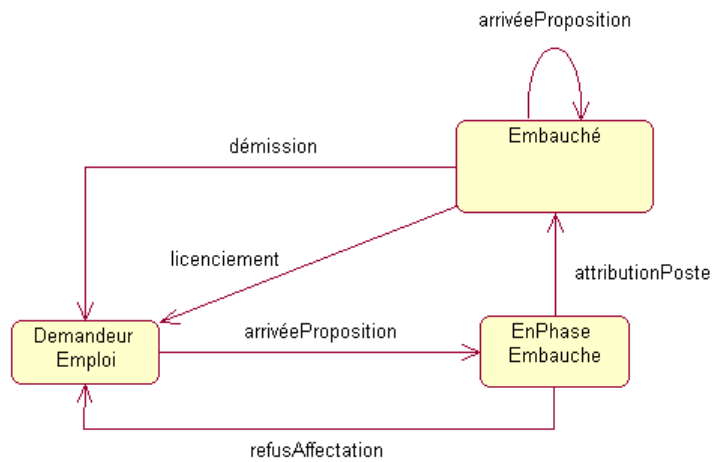 arrivéeProposition
Embauché
démission
licenciement
attributionPoste
Demandeur
Emploi
arrivéeProposition
EnPhase
Embauche
refusAffectation